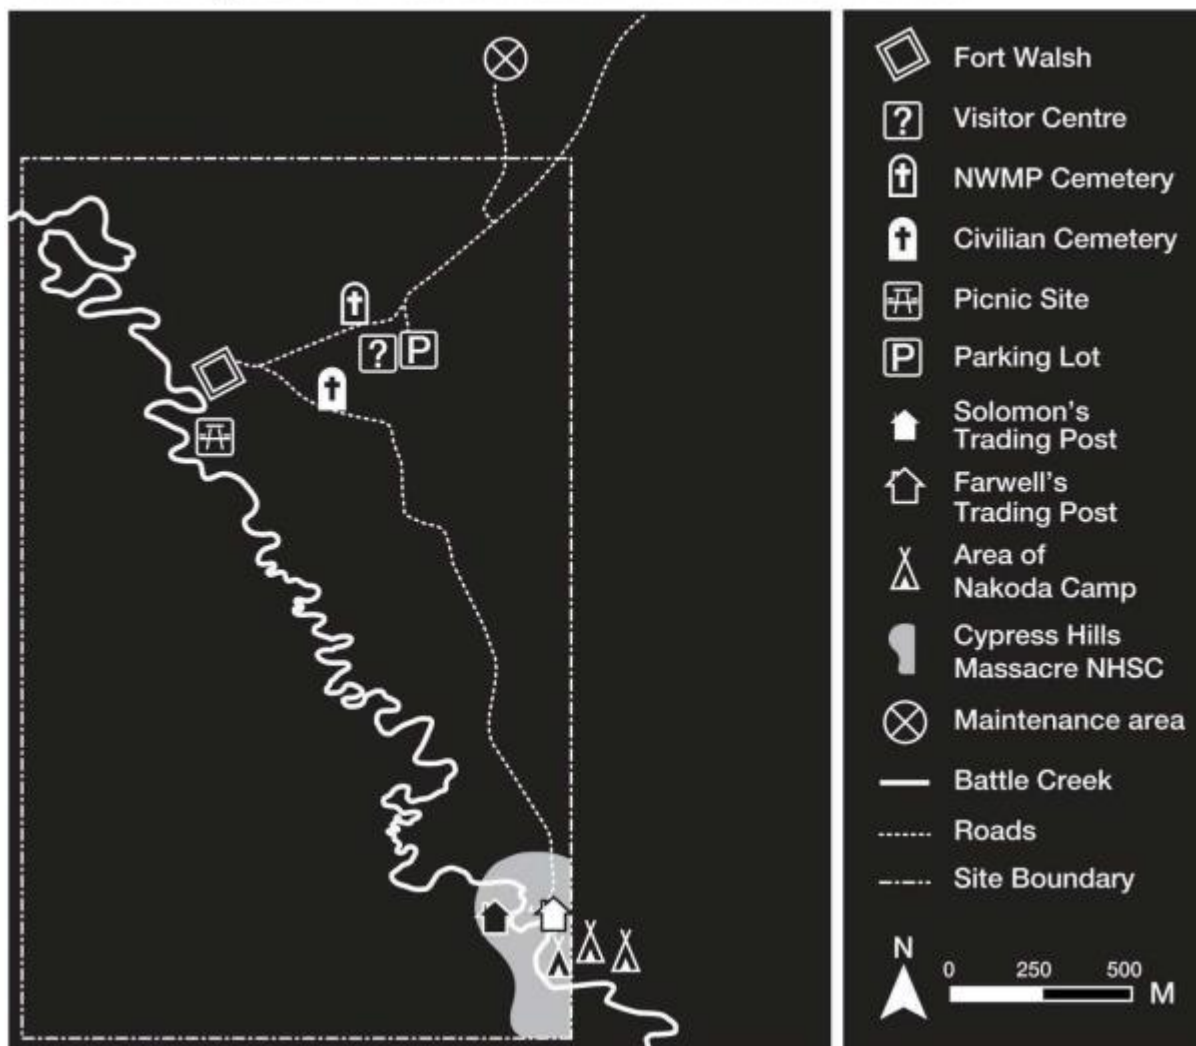 P
?
Fort Walsh
?
Visitor Centre
NWMP Cemetery
Civilian Cemetery
Picnic Site
P
Parking Lot
Solomon's
Trading Post
Farwell's
Trading Post
Area of
Nakoda Camp
Cypress Hills
Massacre NHSC
Maintenance area
Battle Creek
Roads
Site Boundary
N
0 250 500
M